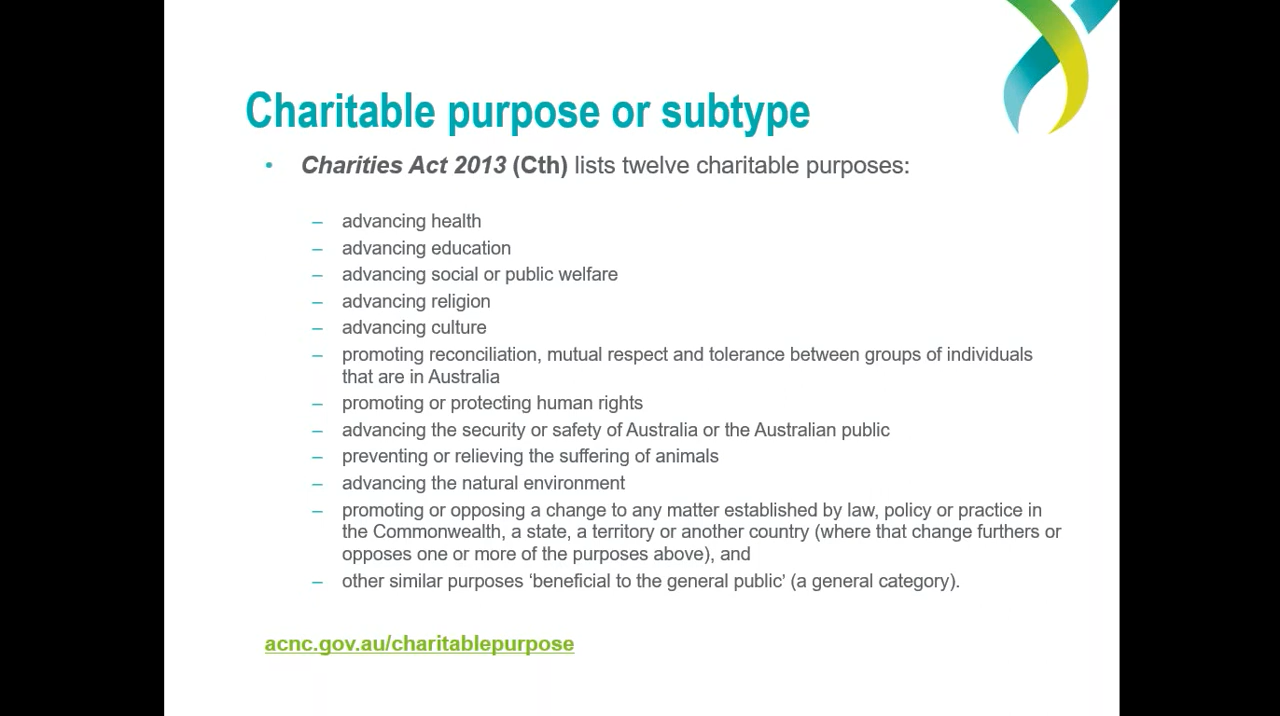 Charitable purpose or subtype
• Charities Act 2013 (Cth) lists twelve charitable purposes:
– advancing health
– advancing education
– advancing social or public welfare
– advancing religion
– advancing culture
– promoting reconciliation, mutual respect and tolerance between groups of individuals
that are in Australia
– promoting or protecting human rights
– advancing the security or safety of Australia or the Australian public
– preventing or relieving the suffering of animals
– advancing the natural environment
– promoting or opposing a change to any matter established by law, policy or practice in
the Commonwealth, a state, a territory or another country (where that change furthers or
opposes one or more of the purposes above), and
– other similar purposes ‘beneficial to the general public’ (a general category).
acnc.gov.au/charitablepurpose